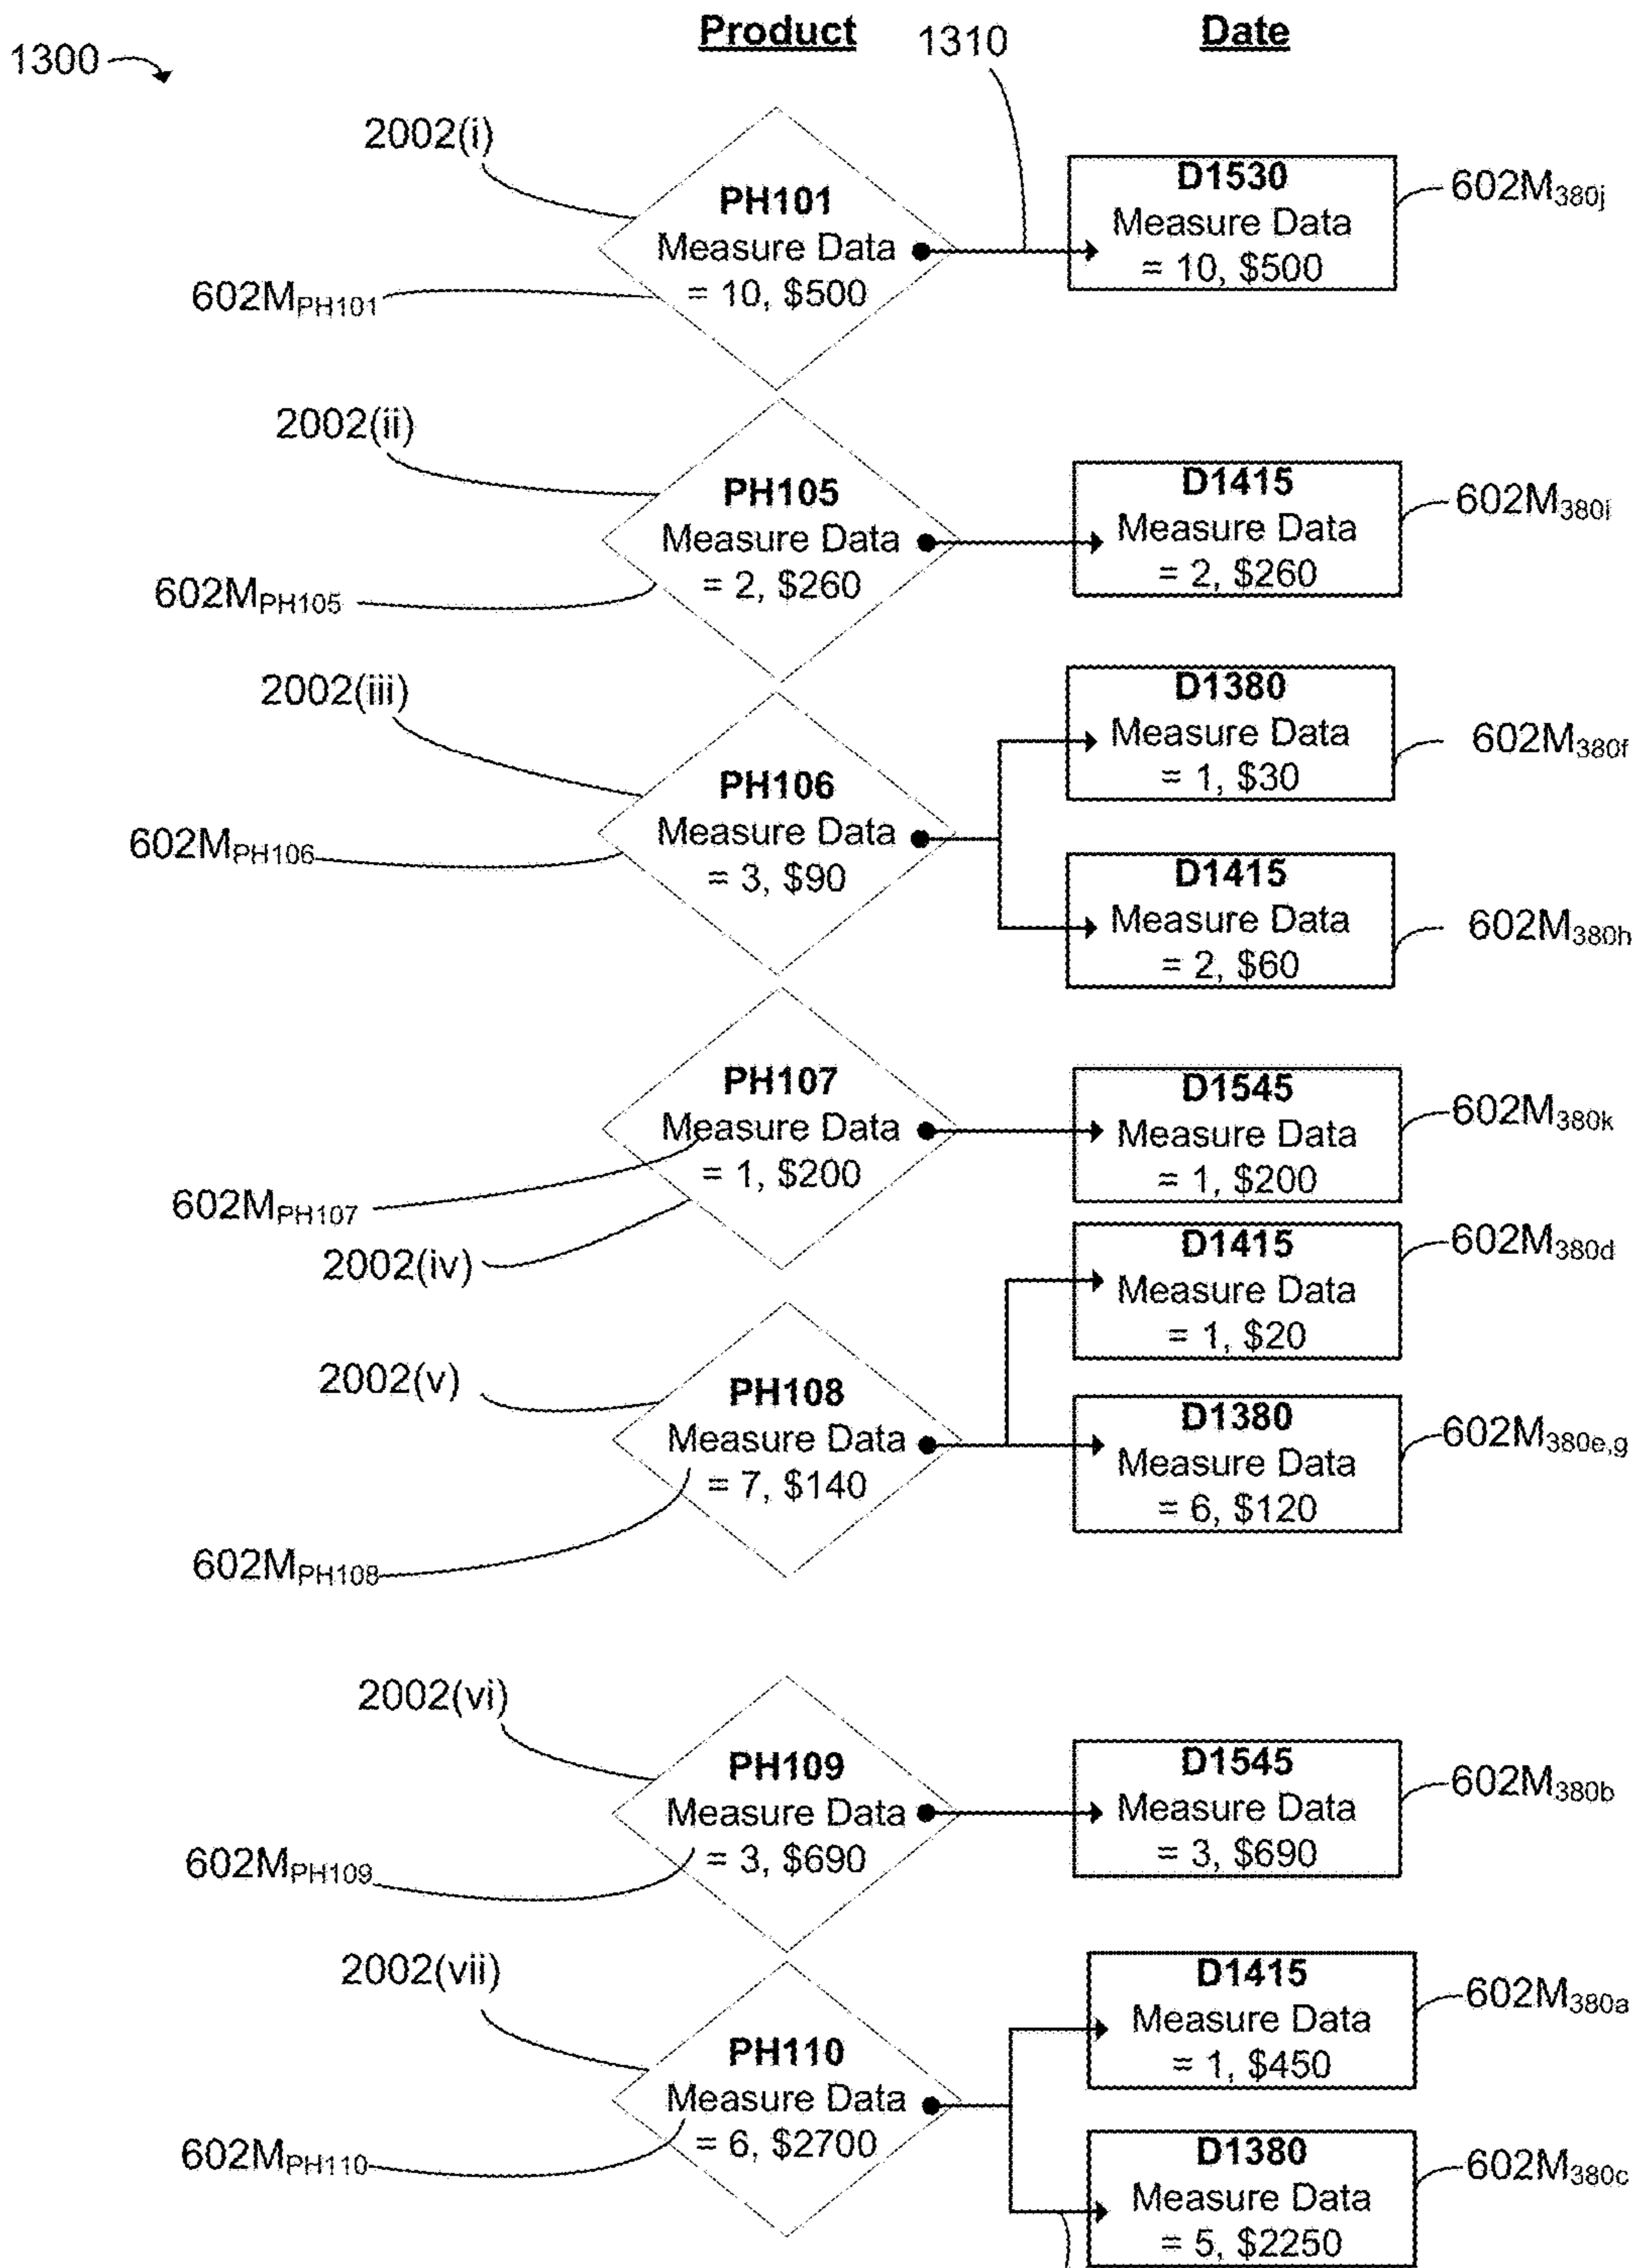 Product
1310
Date
1300
2002(i)
PH101
Measure Data
= 10, $500
D1530
Measure Data
= 10, $500
602M380j
602MPH101
2002(ii)
PH105
Measure Data
= 2, $260
D1415
Measure Data
= 2, $260
602M380i
602MPH105
2002(iii)
PH106
Measure Data
= 3, $90
D1380
Measure Data
= 1, $30
602M380f
602MPH106
D1415
Measure Data
= 2, $60
602M380h
PH107
Measure Data
= 1, $200
D1545
Measure Data
= 1, $200
602M380k
602MPH107
2002(iv)
D1415
Measure Data
= 1, $20
602M380d
2002(v)
PH108
Measure Data
= 7, $140
D1380
Measure Data
= 6, $120
602M380e,g
602MPH108
2002(vi)
PH109
Measure Data
= 3, $690
D1545
Measure Data
= 3, $690
602M380b
602MPH109
2002(vii)
PH110
Measure Data
= 6, $2700
D1415
Measure Data
= 1, $450
602M380a
602MPH110
D1380
Measure Data
= 5, $2250
602M380c